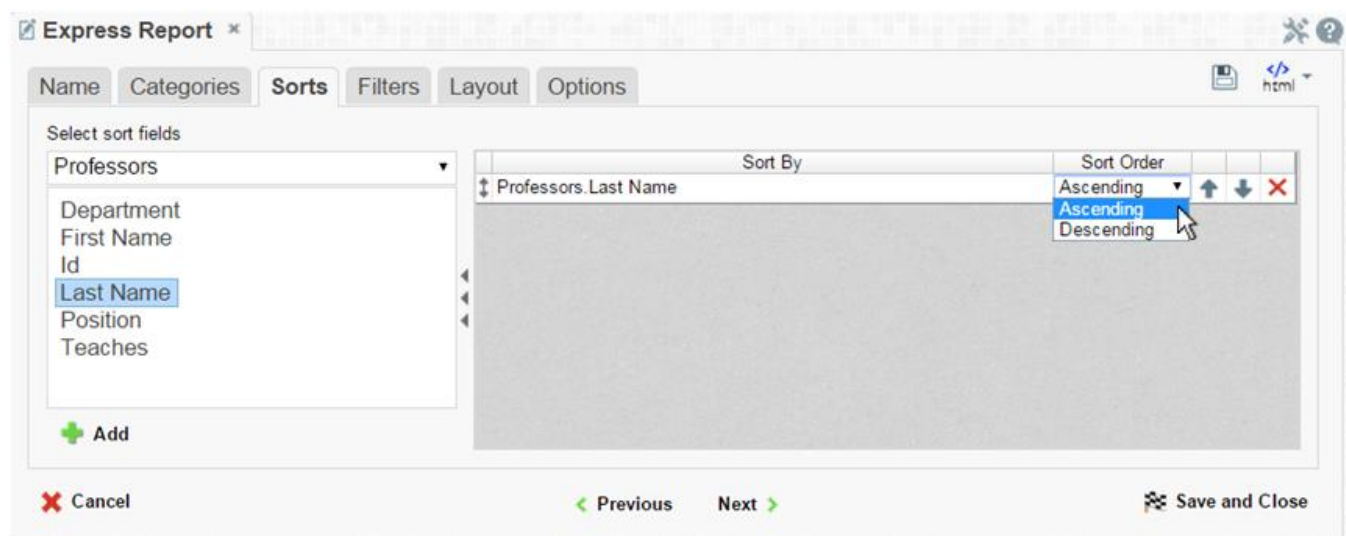 Express Report ×
Name Categories Sorts Filters Layout Options
</> html
Select sort fields
Professors
Department
First Name
Id
Last Name
Position
Teaches
Add
Sort By Sort Order
Professors.Last Name Ascending
Ascending
Descending
Cancel
Previous Next
Save and Close